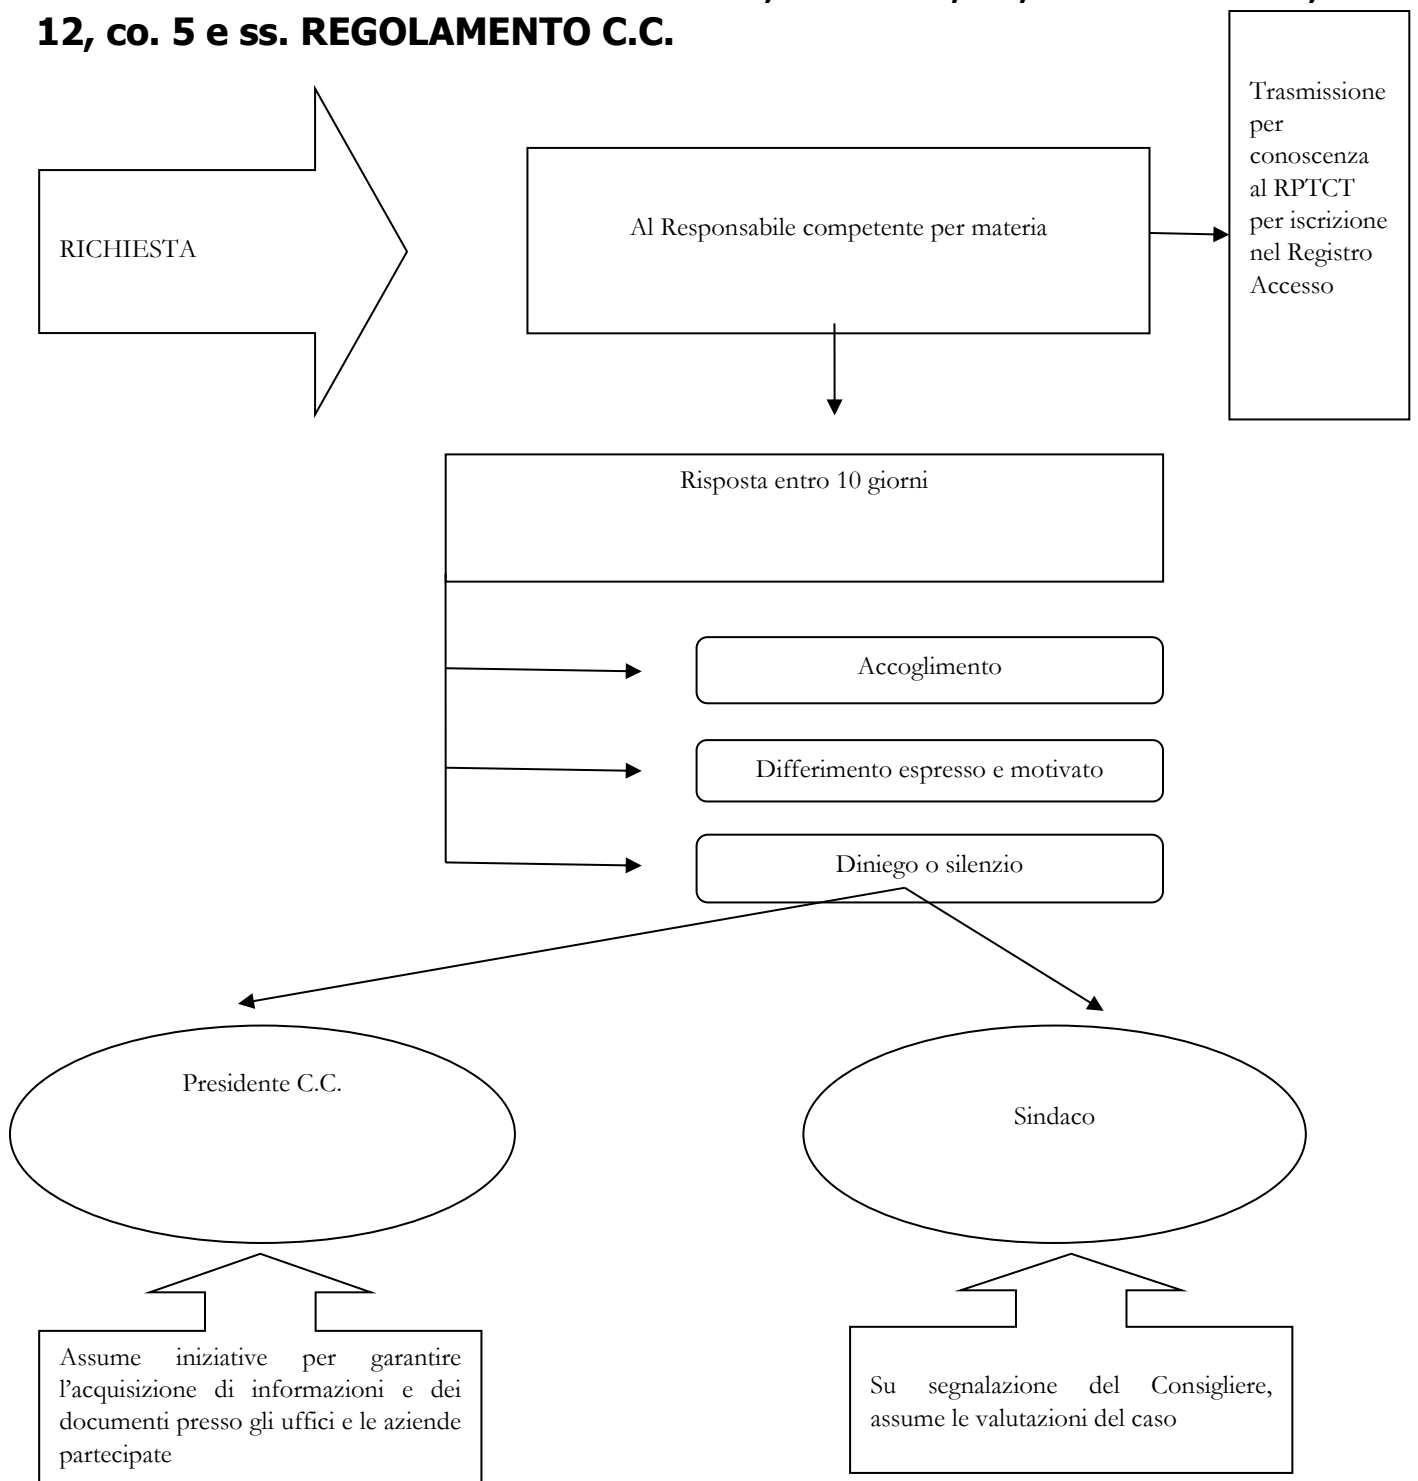 12, co. 5 e ss. REGOLAMENTO C.C.
RICHIESTA
Al Responsabile competente per materia
Trasmissione
per
conoscenza
al RPTCT
per iscrizione
nel Registro
Accesso
Risposta entro 10 giorni
Accoglimento
Differimento espresso e motivato
Diniego o silenzio
Presidente C.C.
Sindaco
Assume iniziative per garantire
l’acquisizione di informazioni e dei
documenti presso gli uffici e le aziende
partecipate
Su segnalazione del Consigliere,
assume le valutazioni del caso